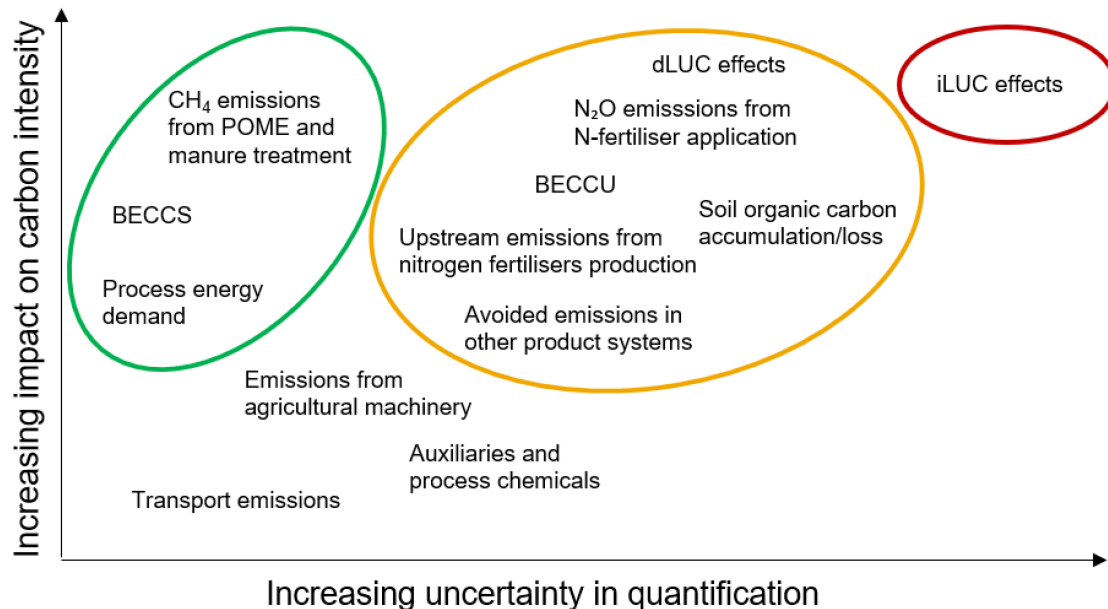 Increasing impact on carbon intensity
dLUC effects
iLUC effects
CH₄ emissions
from POME and
manure treatment
N₂O emisssions from
N-fertiliser application
BECCU
BECCS
Soil organic carbon
accumulation/loss
Upstream emissions from
nitrogen fertilisers production
Process energy
demand
Avoided emissions in
other product systems
Emissions from
agricultural machinery
Auxiliaries and
process chemicals
Transport emissions
Increasing uncertainty in quantification